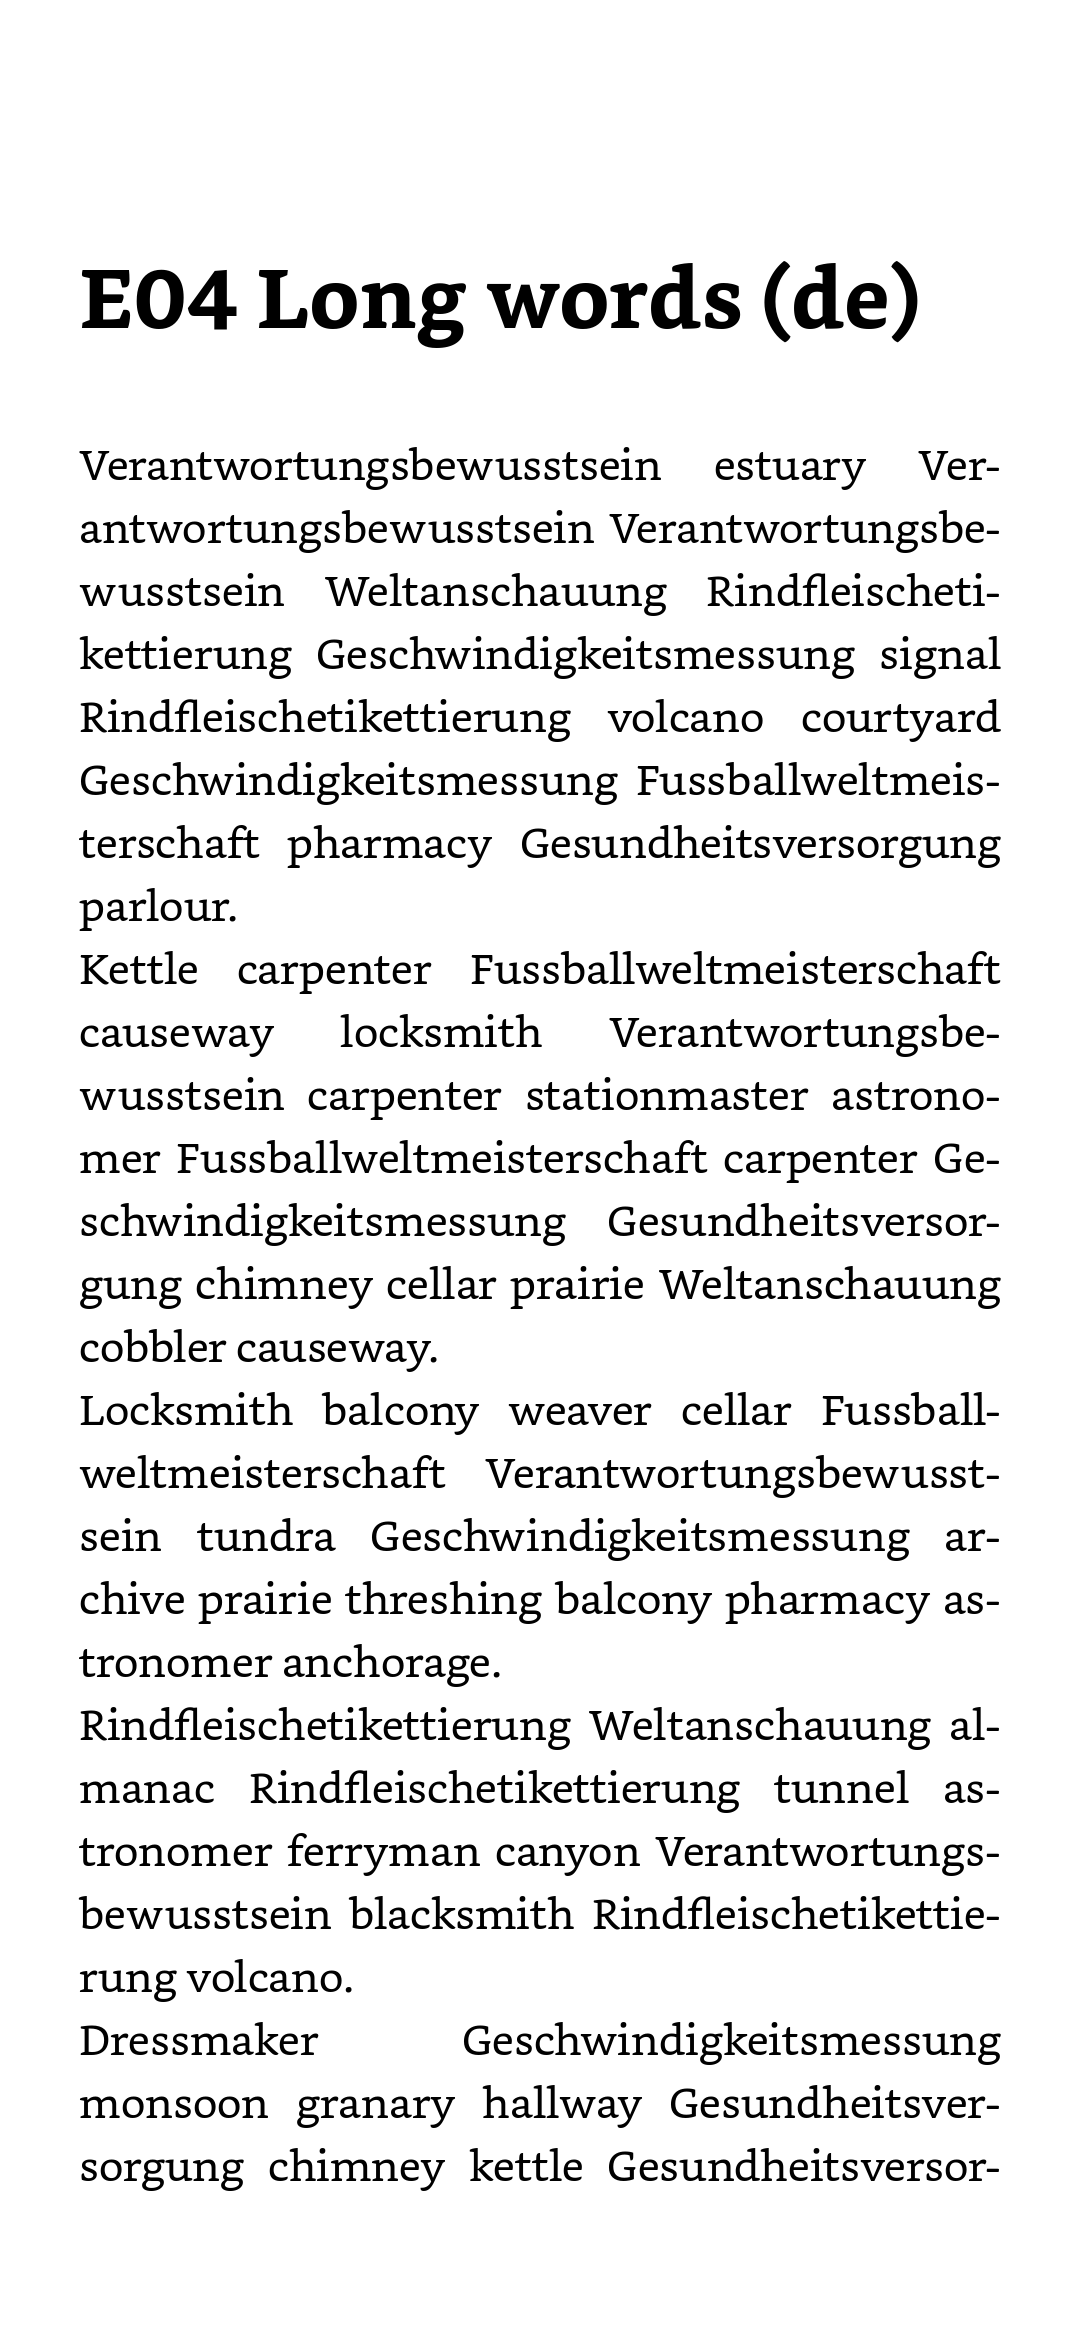 E04 Long words (de)
Verantwortungsbewusstsein estuary Ver-
antwortungsbewusstsein Verantwortungsbe-
wusstsein Weltanschauung Rindfleischeti-
kettierung Geschwindigkeitsmessung signal
Rindfleischetikettierung volcano courtyard
Geschwindigkeitsmessung Fussballweltmeis-
terschaft pharmacy Gesundheitsversorgung
parlour.
Kettle carpenter Fussballweltmeisterschaft
causeway locksmith Verantwortungsbe-
wusstsein carpenter stationmaster astrono-
mer Fussballweltmeisterschaft carpenter Ge-
schwindigkeitsmessung Gesundheitsversor-
gung chimney cellar prairie Weltanschauung
cobbler causeway.
Locksmith balcony weaver cellar Fussball-
weltmeisterschaft Verantwortungsbewusst-
sein tundra Geschwindigkeitsmessung ar-
chive prairie threshing balcony pharmacy as-
tronomer anchorage.
Rindfleischetikettierung Weltanschauung al-
manac Rindfleischetikettierung tunnel as-
tronomer ferryman canyon Verantwortungs-
bewusstsein blacksmith Rindfleischetikettie-
rung volcano.
Dressmaker Geschwindigkeitsmessung
monsoon granary hallway Gesundheitsver-
sorgung chimney kettle Gesundheitsversor-